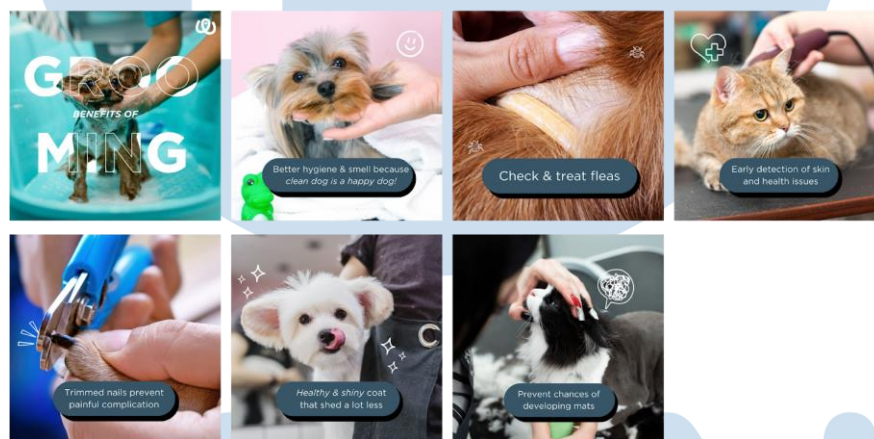 GROO
BENEFITS OF
MING
Better hygiene & smell because
clean dog is a happy dog!
Check & treat fleas
Early detection of skin
and health issues
Trimmed nails prevent
painful complication
Healthy & shiny coat
that shed a lot less
Prevent chances of
developing mats